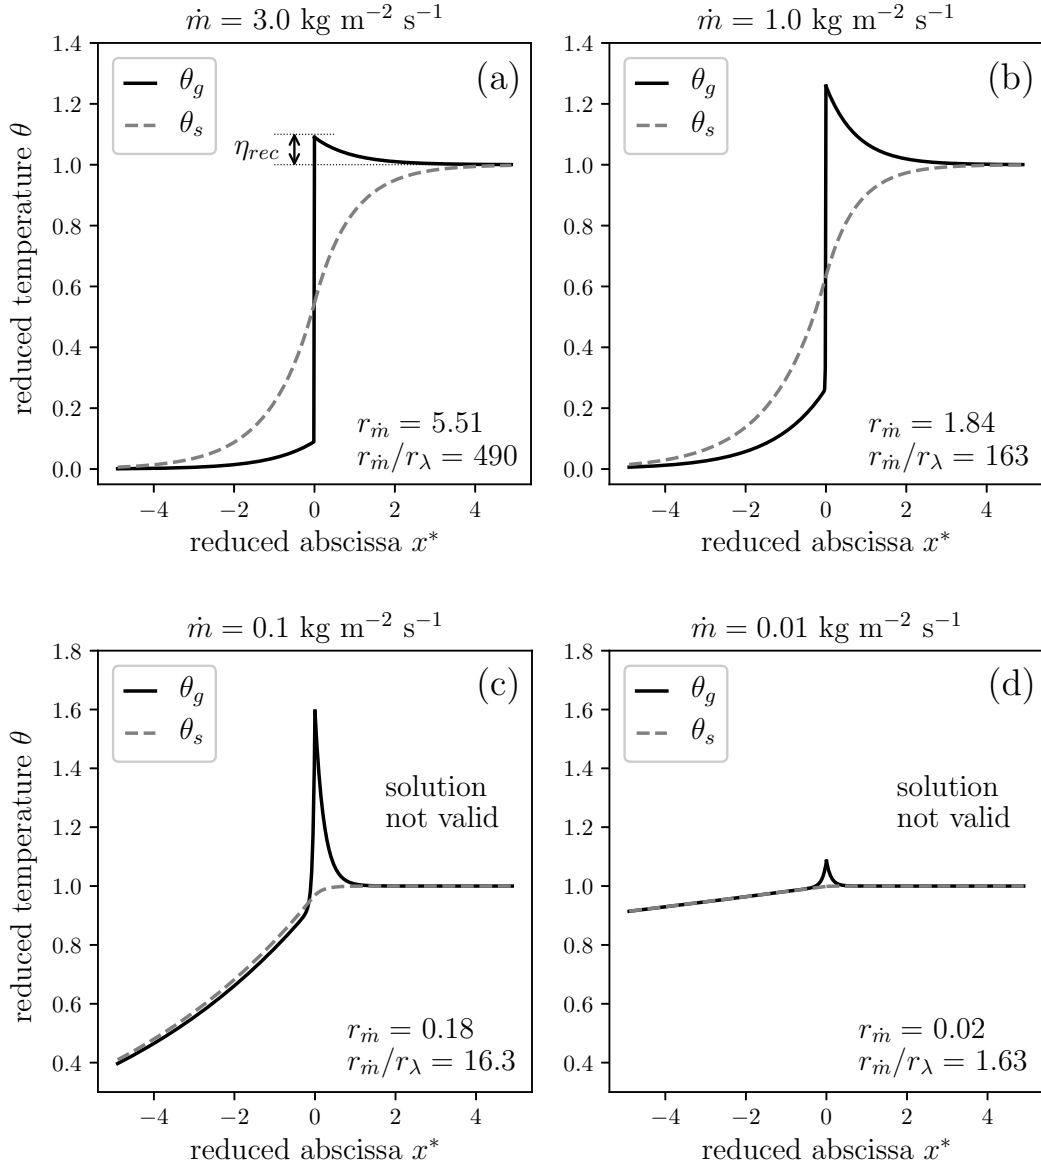 ṁ = 3.0 kg m⁻² s⁻¹
1.4
1.2
1.0
0.8
0.6
0.4
0.2
0.0
reduced temperature θ
θg
θs
(a)
ηrec
rṁ = 5.51
rṁ/rλ = 490
−4 −2 0 2 4
reduced abscissa x*
ṁ = 1.0 kg m⁻² s⁻¹
1.4
1.2
1.0
0.8
0.6
0.4
0.2
0.0
θg
θs
(b)
rṁ = 1.84
rṁ/rλ = 163
−4 −2 0 2 4
reduced abscissa x*
ṁ = 0.1 kg m⁻² s⁻¹
1.8
1.6
1.4
1.2
1.0
0.8
0.6
0.4
reduced temperature θ
θg
θs
(c)
solution
not valid
rṁ = 0.18
rṁ/rλ = 16.3
−4 −2 0 2 4
reduced abscissa x*
ṁ = 0.01 kg m⁻² s⁻¹
1.8
1.6
1.4
1.2
1.0
0.8
0.6
0.4
θg
θs
(d)
solution
not valid
rṁ = 0.02
rṁ/rλ = 1.63
−4 −2 0 2 4
reduced abscissa x*